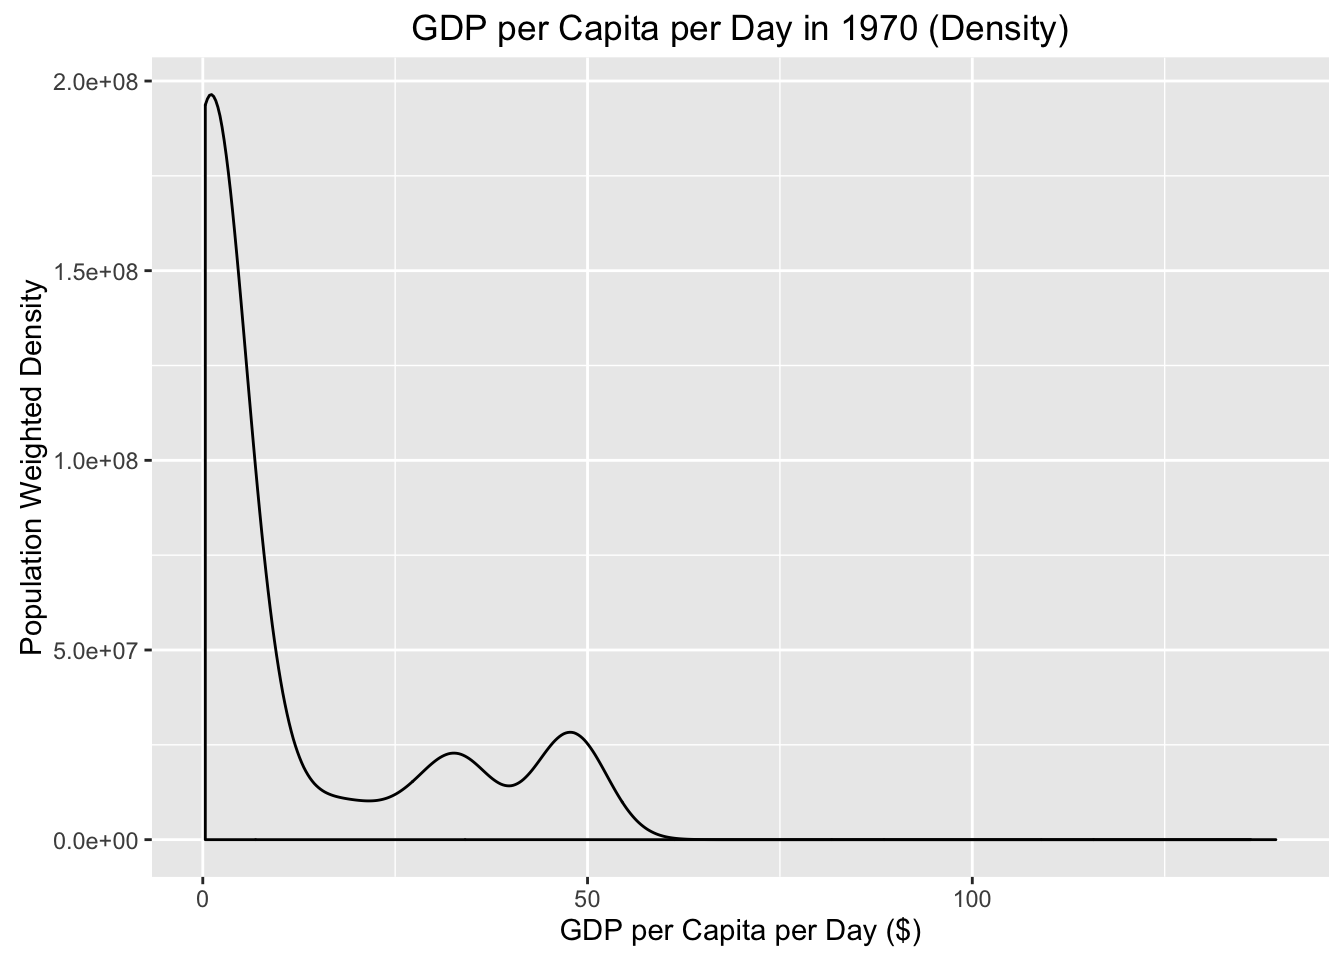 GDP per Capita per Day in 1970 (Density)
Population Weighted Density
2.0e+08
1.5e+08
1.0e+08
5.0e+07
0.0e+00
0 50 100
GDP per Capita per Day ($)